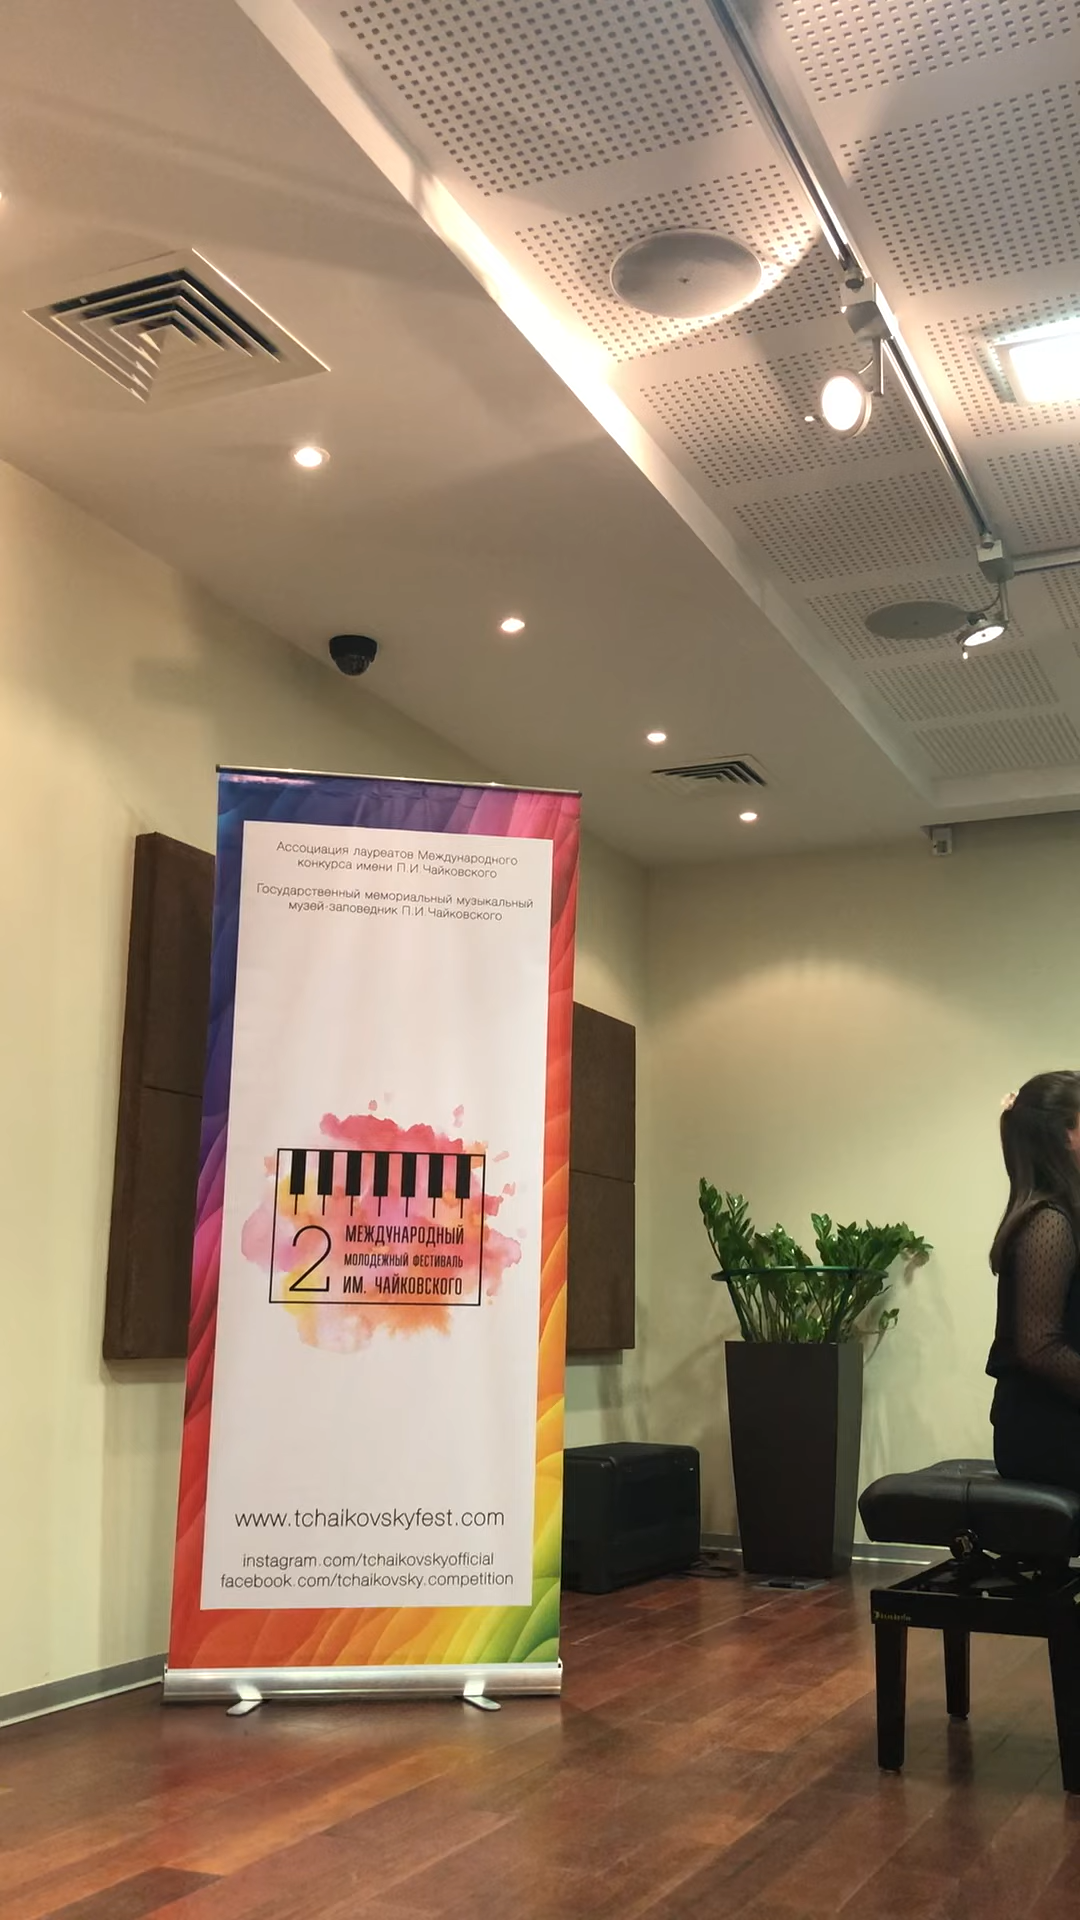 Ассоциация лауреатов Международного
конкурса имени П.И.Чайковского
Государственный мемориальный музыкальный
музей-заповедник П.И.Чайковского
2
МЕЖДУНАРОДНЫЙ
МОЛОДЕЖНЫЙ ФЕСТИВАЛЬ
ИМ. ЧАЙКОВСКОГО
www.tchaikovskyfest.com
instagram.com/tchaikovskyofficial
facebook.com/tchaikovsky.competition